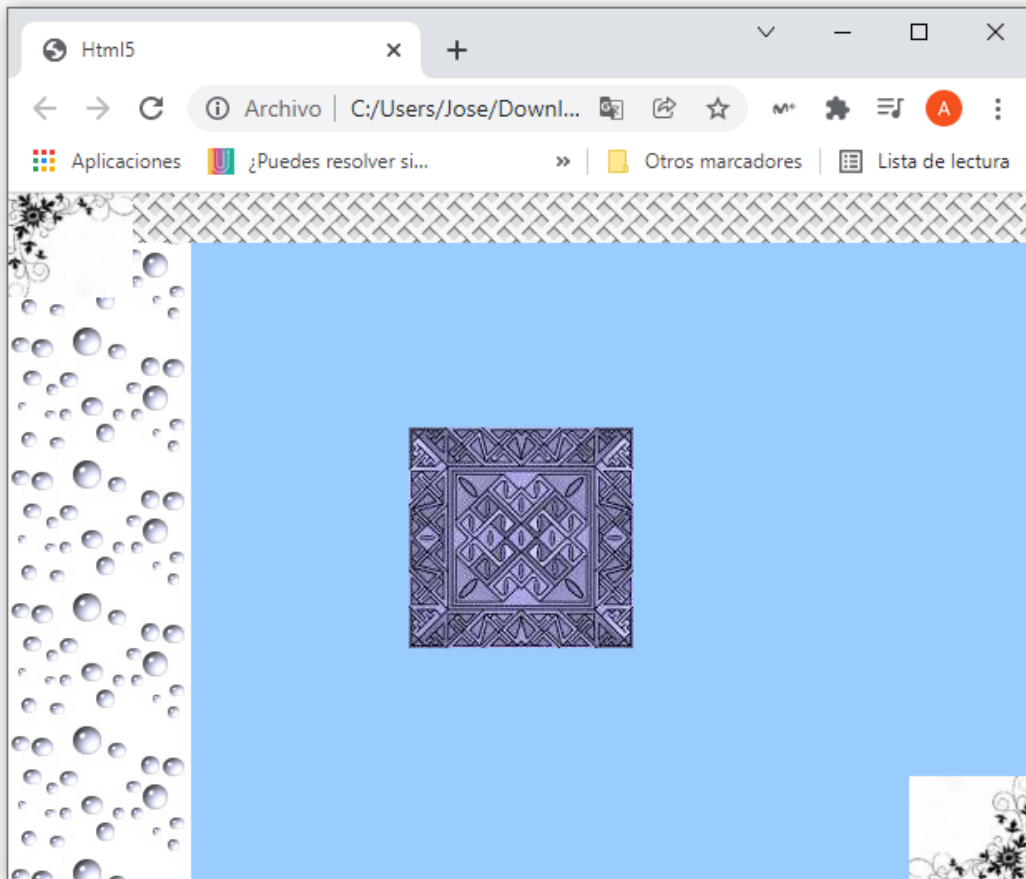 Html5
Archivo C:/Users/Jose/Downl... A
Aplicaciones ¿Puedes resolver si... » Otros marcadores Lista de lectura